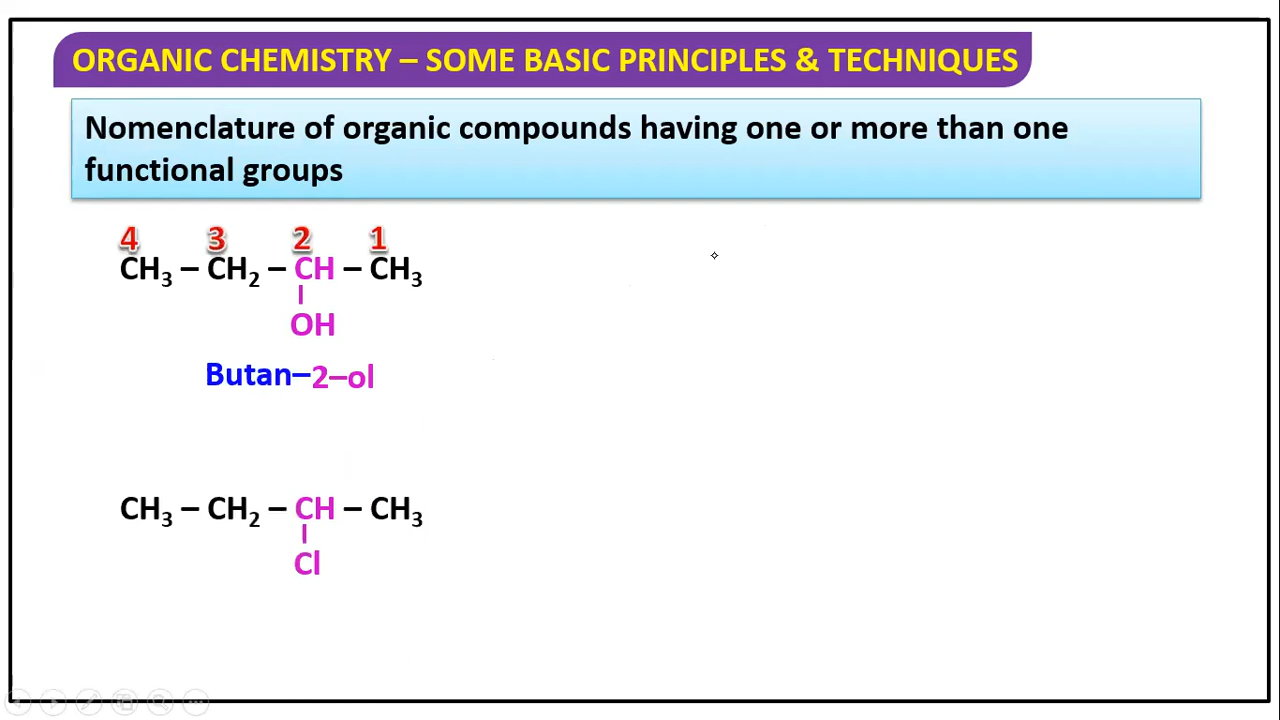 ORGANIC CHEMISTRY – SOME BASIC PRINCIPLES & TECHNIQUES
Nomenclature of organic compounds having one or more than one
functional groups
4 3 2 1
CH₃ – CH₂ – CH – CH₃
OH
Butan–2–ol
CH₃ – CH₂ – CH – CH₃
Cl